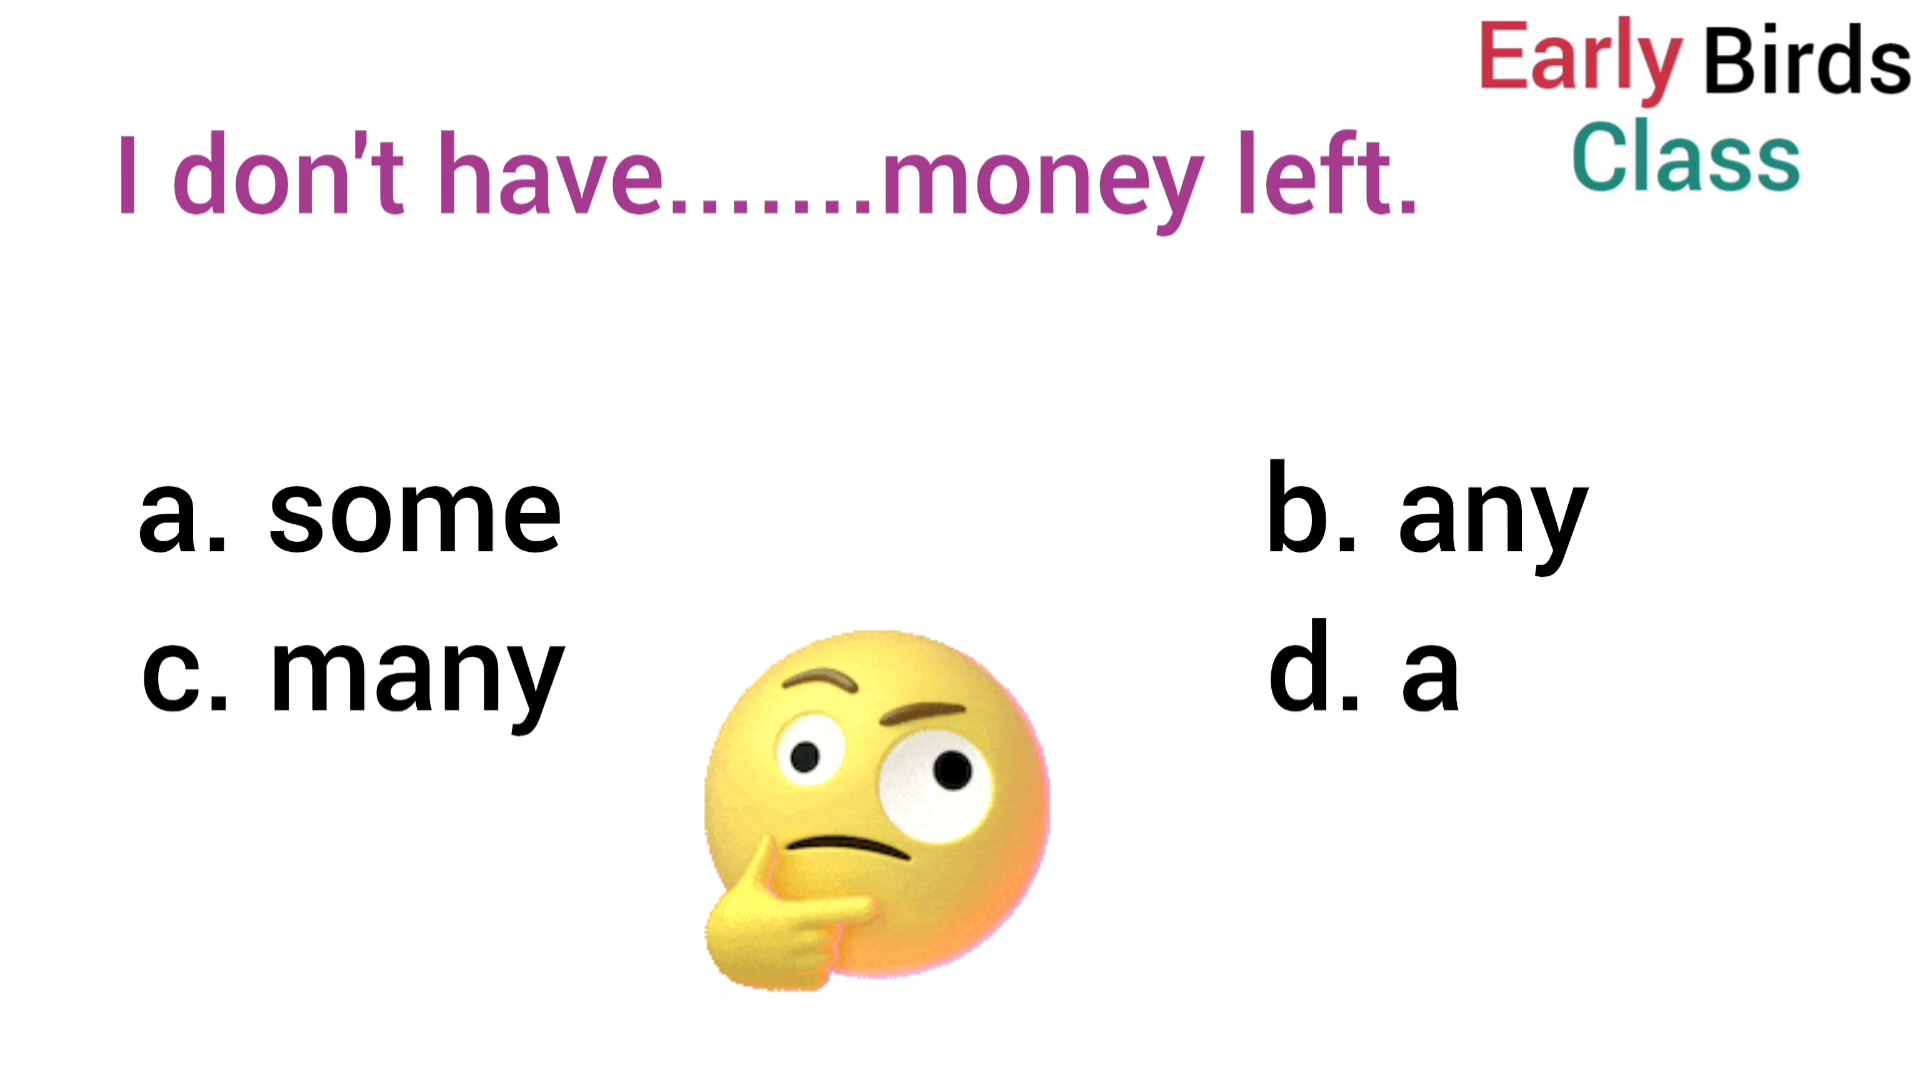 Early Birds
Class
I don't have.......money left.
a. some
b. any
c. many
d. a